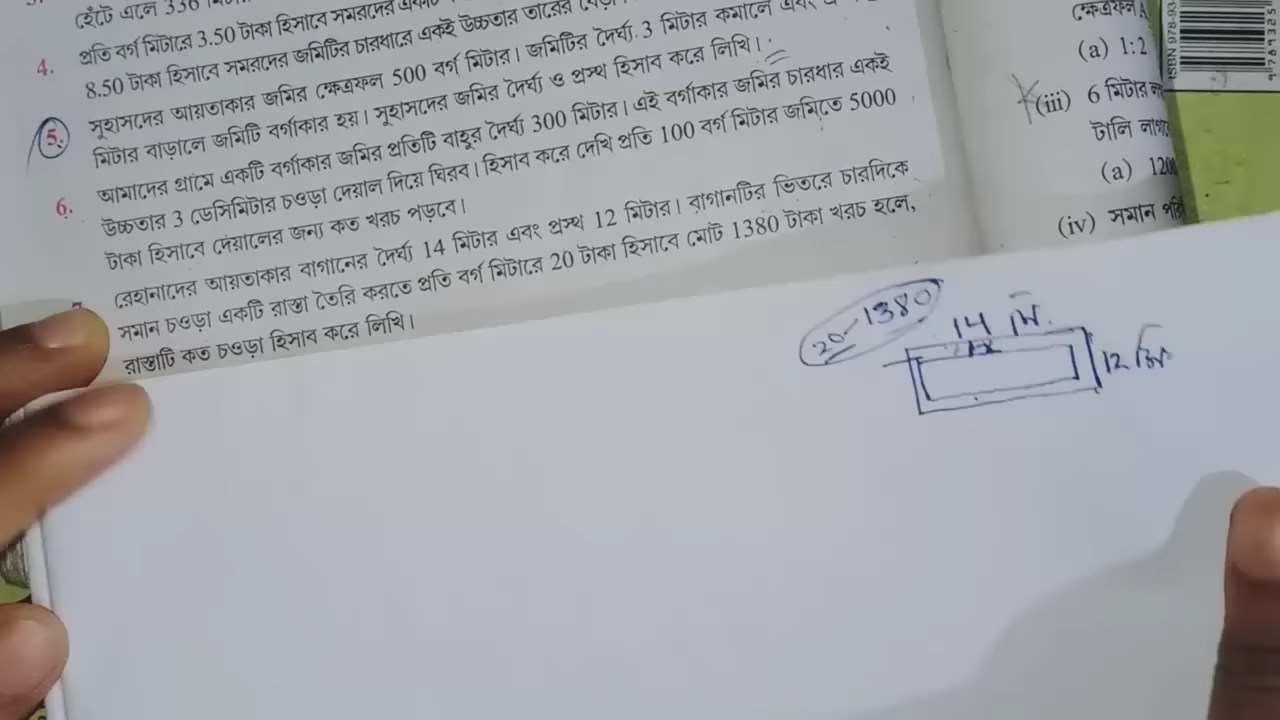 হেঁটে এলে 336
প্রতি বর্গ মিটারে 3.50 টাকা হিসাবে সমরদের
4. 8.50 টাকা হিসাবে সমরদের জমিটির চারধারে একই উচ্চতার তারের
সুহাসদের আয়তাকার জমির ক্ষেত্রফল 500 বর্গ মিটার। জমিটির দৈর্ঘ্য 3 মিটার কমালে এবং
5. মিটার বাড়ালে জমিটি বর্গাকার হয়। সুহাসদের জমির দৈর্ঘ্য ও প্রস্থ হিসাব করে লিখি।
আমাদের গ্রামে একটি বর্গাকার জমির প্রতিটি বাহুর দৈর্ঘ্য 300 মিটার। এই বর্গাকার জমির চারধার একই
6. উচ্চতার 3 ডেসিমিটার চওড়া দেয়াল দিয়ে ঘিরব। হিসাব করে দেখি প্রতি 100 বর্গ মিটার জমিতে 5000
টাকা হিসাবে দেয়ালের জন্য কত খরচ পড়বে।
রেহানাদের আয়তাকার বাগানের দৈর্ঘ্য 14 মিটার এবং প্রস্থ 12 মিটার। বাগানটির ভিতরে চারদিকে
সমান চওড়া একটি রাস্তা তৈরি করতে প্রতি বর্গ মিটারে 20 টাকা হিসাবে মোট 1380 টাকা খরচ হলে,
রাস্তাটি কত চওড়া হিসাব করে লিখি।
ক্ষেত্রফল
(a) 1:2
(iii) 6 মিটার
টালি
(a) 120
(iv) সমান
ISBN 978-93
20 1380
14 মি.
12 মি